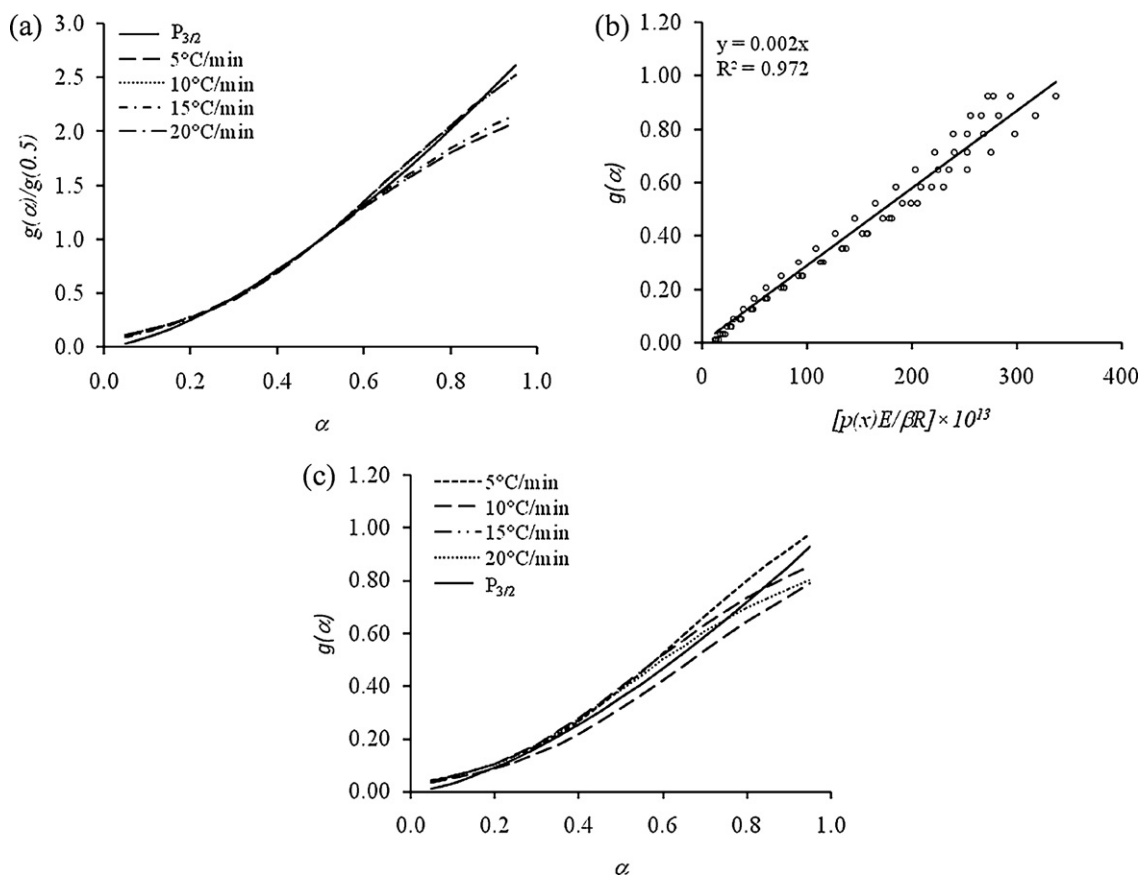 (a)
3.0
2.5
2.0
1.5
1.0
0.5
0.0
g(α)/g(0.5)
P3/2
5°C/min
10°C/min
15°C/min
20°C/min
0.0 0.2 0.4 0.6 0.8 1.0
α
(b)
1.20
1.00
0.80
0.60
0.40
0.20
0.00
g(α)
y = 0.002x
R² = 0.972
0 100 200 300 400
[p(x)E/βR] × 10¹³
(c)
1.20
1.00
0.80
0.60
0.40
0.20
0.00
g(α)
5°C/min
10°C/min
15°C/min
20°C/min
P3/2
0.0 0.2 0.4 0.6 0.8 1.0
α